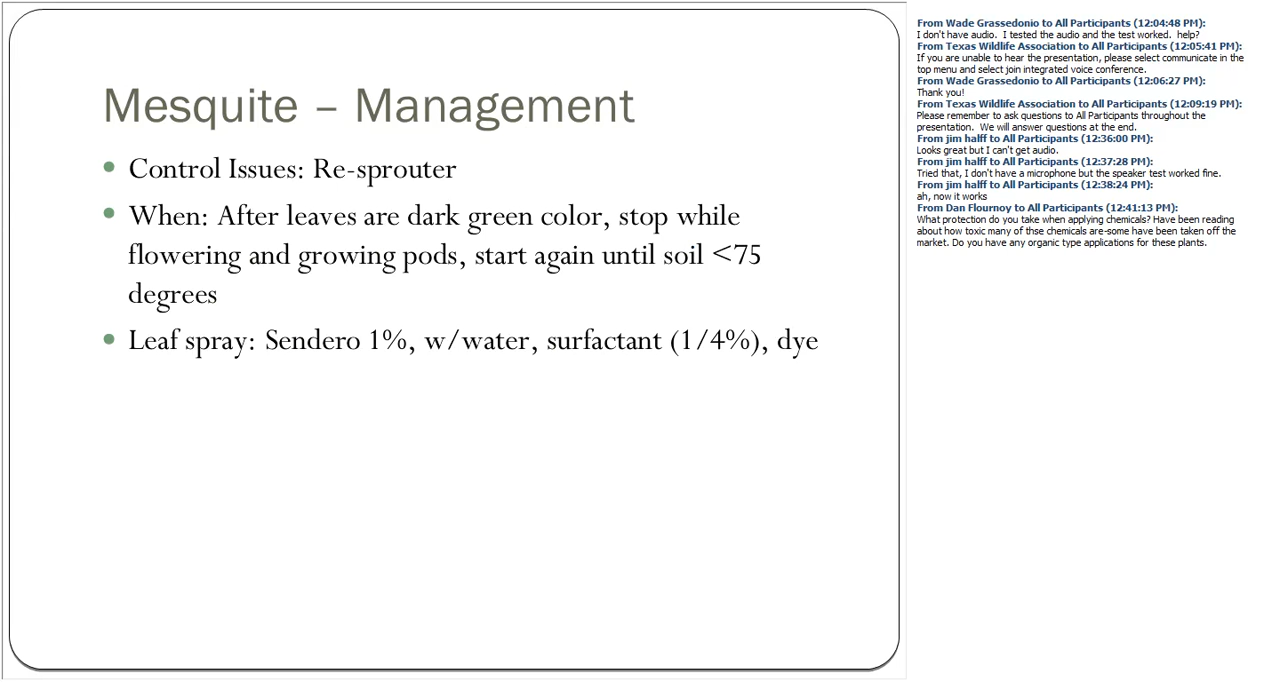 Mesquite – Management
Control Issues: Re-sprouter
When: After leaves are dark green color, stop while
flowering and growing pods, start again until soil <75
degrees
Leaf spray: Sendero 1%, w/water, surfactant (1/4%), dye
From Wade Grassedonio to All Participants (12:04:48 PM):
I don't have audio. I tested the audio and the test worked. help?
From Texas Wildlife Association to All Participants (12:05:41 PM):
If you are unable to hear the presentation, please select communicate in the
top menu and select join integrated voice conference.
From Wade Grassedonio to All Participants (12:06:27 PM):
Thank you!
From Texas Wildlife Association to All Participants (12:09:19 PM):
Please remember to ask questions to All Participants throughout the
presentation. We will answer questions at the end.
From jim halff to All Participants (12:36:00 PM):
Looks great but I can't get audio.
From jim halff to All Participants (12:37:28 PM):
Tried that, I don't have a microphone but the speaker test worked fine.
From jim halff to All Participants (12:38:24 PM):
ah, now it works
From Dan Flournoy to All Participants (12:41:13 PM):
What protection do you take when applying chemicals? Have been reading
about how toxic many of thse chemicals are-some have been taken off the
market. Do you have any organic type applications for these plants.